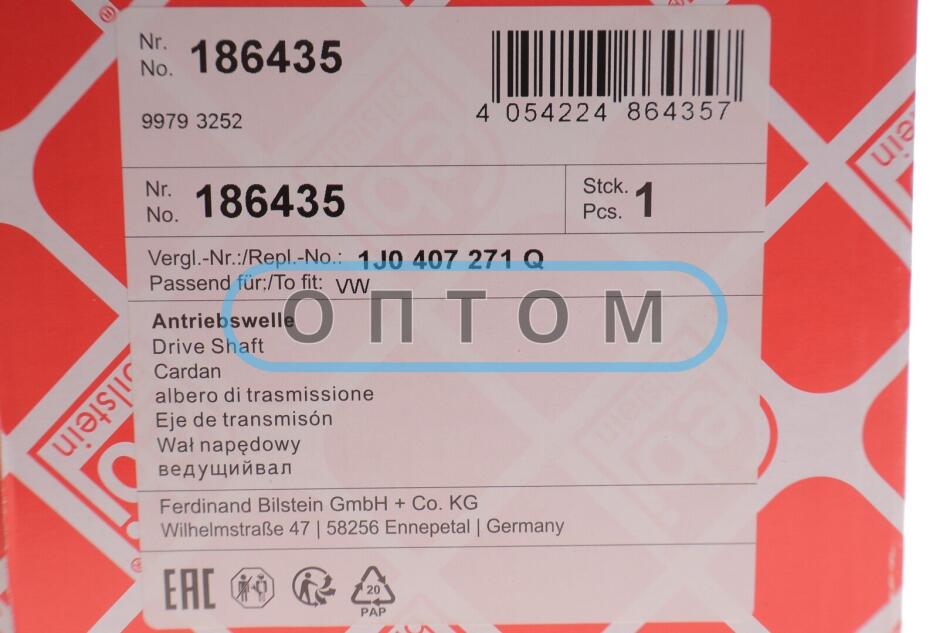 Nr.
No. 186435
4 054224 864357
9979 3252
Nr.
No. 186435
Stck.
Pcs. 1
Vergl.-Nr.:/Repl.-No.: 1J0 407 271 Q
Passend für:/To fit: VW
ОПТОМ
Antriebswelle
Drive Shaft
Cardan
albero di trasmissione
Eje de transmisón
Wał napędowy
ведущийвал
Ferdinand Bilstein GmbH + Co. KG
Wilhelmstraße 47 | 58256 Ennepetal | Germany
EAC
20
PAP
bilstein
bilstein